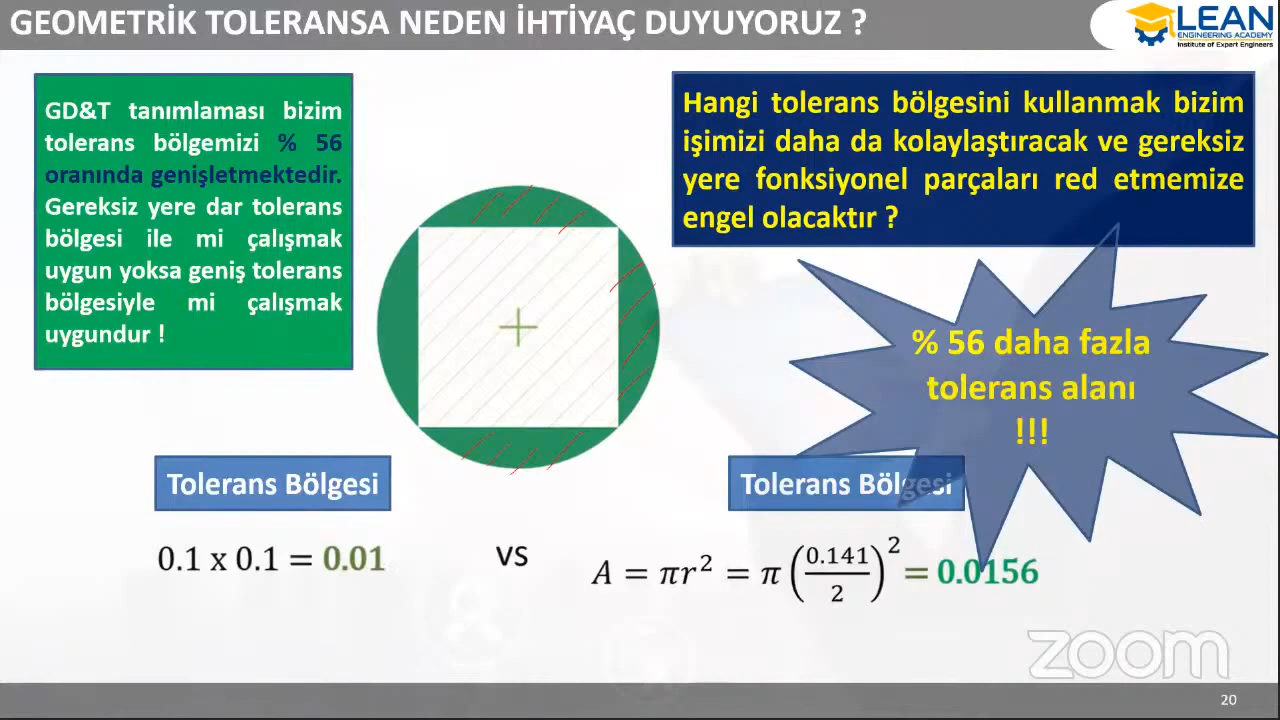 GEOMETRİK TOLERANSA NEDEN İHTİYAÇ DUYUYORUZ ?
LEAN
ENGINEERING ACADEMY
Institute of Expert Engineers
GD&T tanımlaması bizim
tolerans bölgemizi % 56
oranında genişletmektedir.
Gereksiz yere dar tolerans
bölgesi ile mi çalışmak
uygun yoksa geniş tolerans
bölgesiyle mi çalışmak
uygundur !
Hangi tolerans bölgesini kullanmak bizim
işimizi daha da kolaylaştıracak ve gereksiz
yere fonksiyonel parçaları red etmemize
engel olacaktır ?
% 56 daha fazla
tolerans alanı
!!!
Tolerans Bölgesi
Tolerans Bölgesi
0.1 x 0.1 = 0.01
vs
A = πr² = π(0.141/2)² = 0.0156
zoom
20